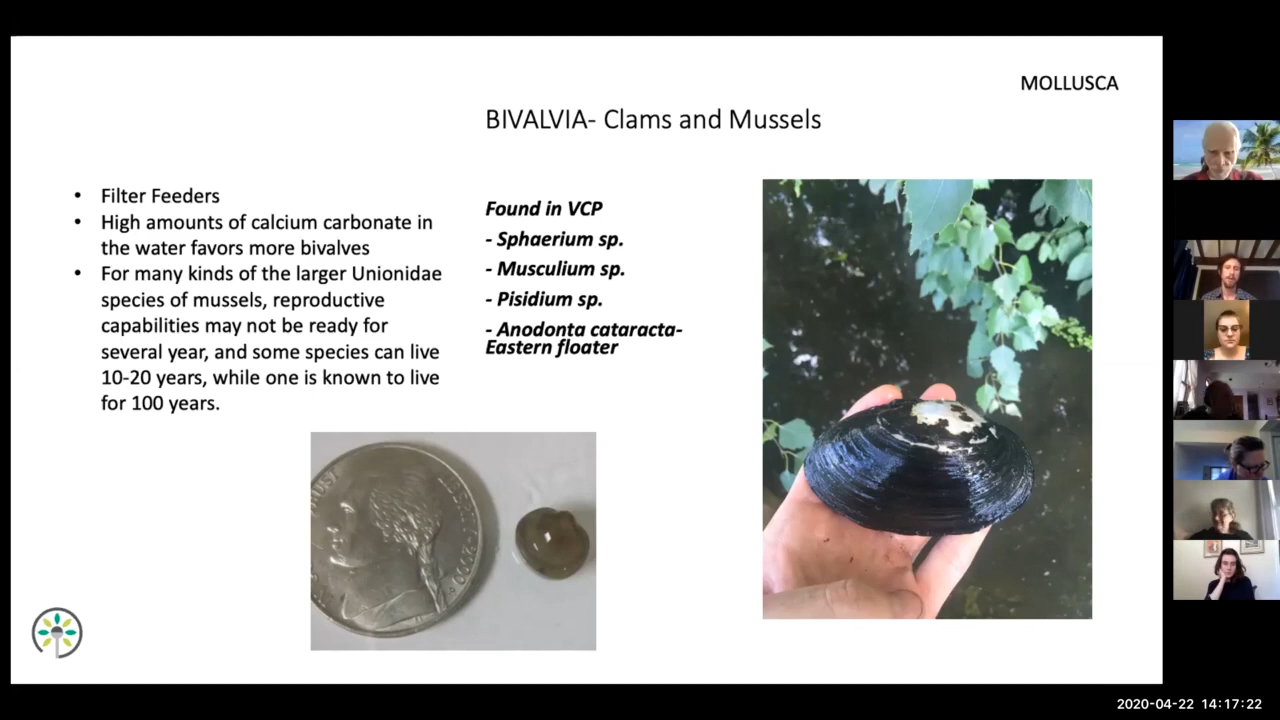 MOLLUSCA
BIVALVIA- Clams and Mussels
• Filter Feeders
• High amounts of calcium carbonate in
the water favors more bivalves
• For many kinds of the larger Unionidae
species of mussels, reproductive
capabilities may not be ready for
several year, and some species can live
10-20 years, while one is known to live
for 100 years.
Found in VCP
- Sphaerium sp.
- Musculium sp.
- Pisidium sp.
- Anodonta cataracta-
Eastern floater
2000
2020-04-22 14:17:22